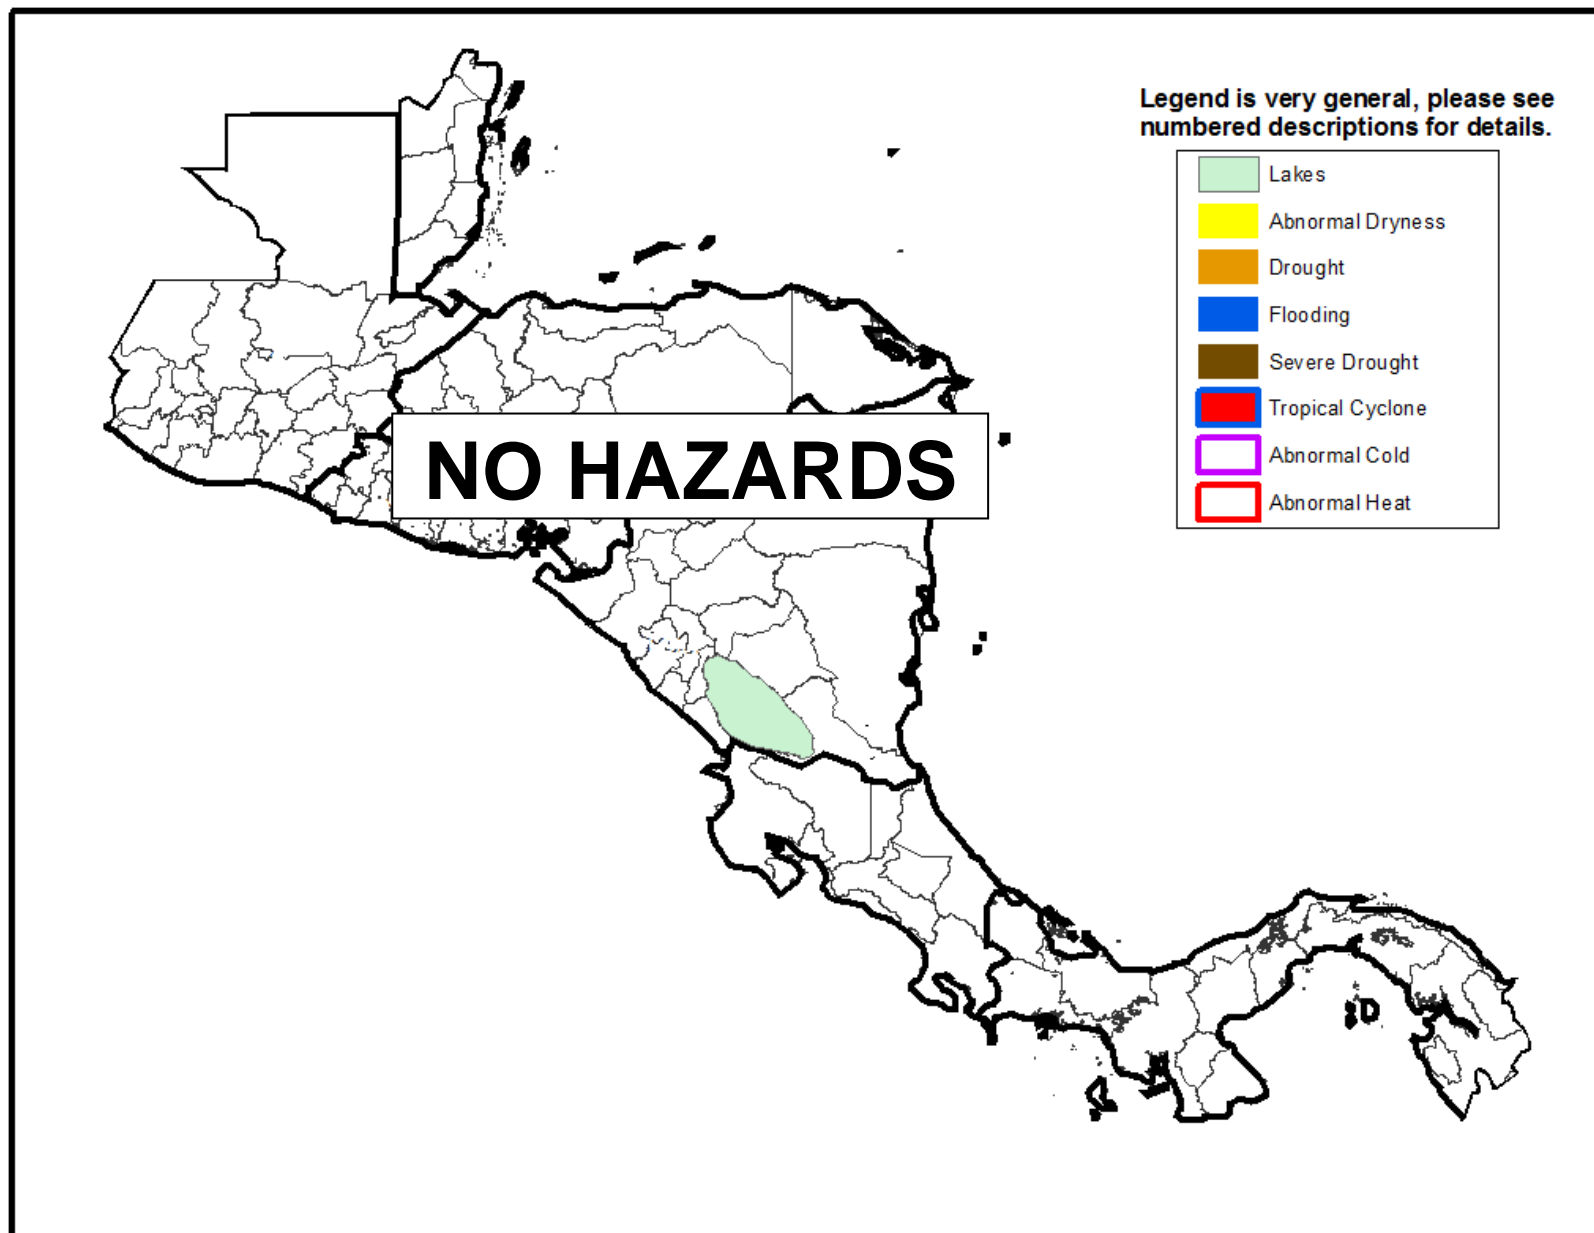 Legend is very general, please see
numbered descriptions for details.
Lakes
Abnormal Dryness
Drought
Flooding
Severe Drought
Tropical Cyclone
Abnormal Cold
Abnormal Heat
NO HAZARDS